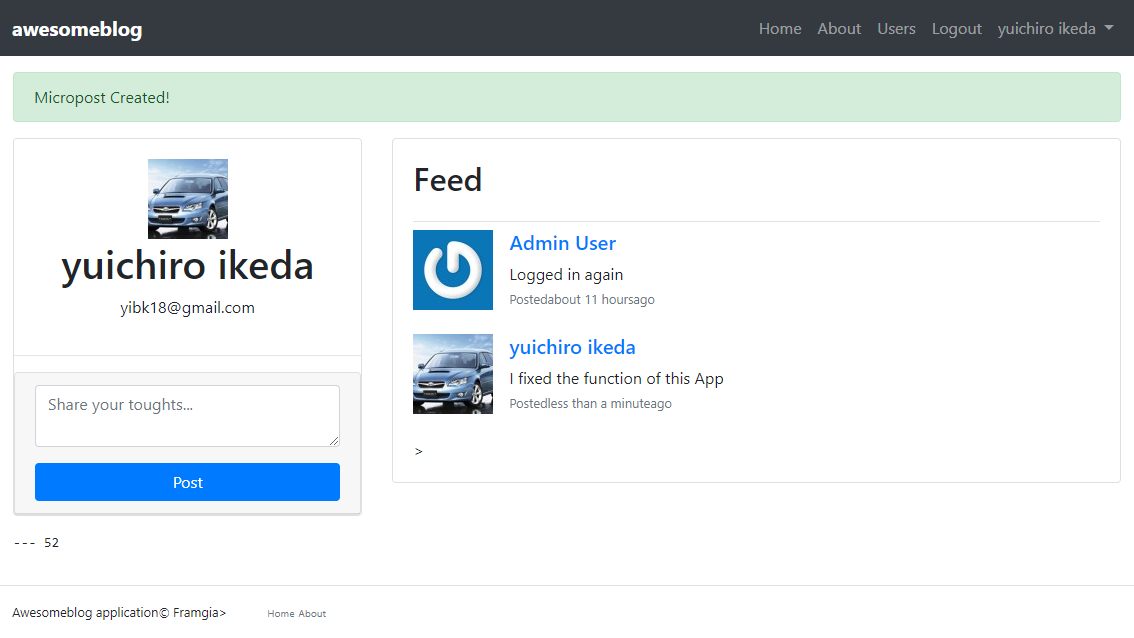 awesomeblog
Home About Users Logout yuichiro ikeda
Micropost Created!
yuichiro ikeda
yibk18@gmail.com
Share your toughts...
Post
--- 52
Feed
Admin User
Logged in again
Postedabout 11 hoursago
yuichiro ikeda
I fixed the function of this App
Postedless than a minuteago
>
Awesomeblog application© Framgia> Home About